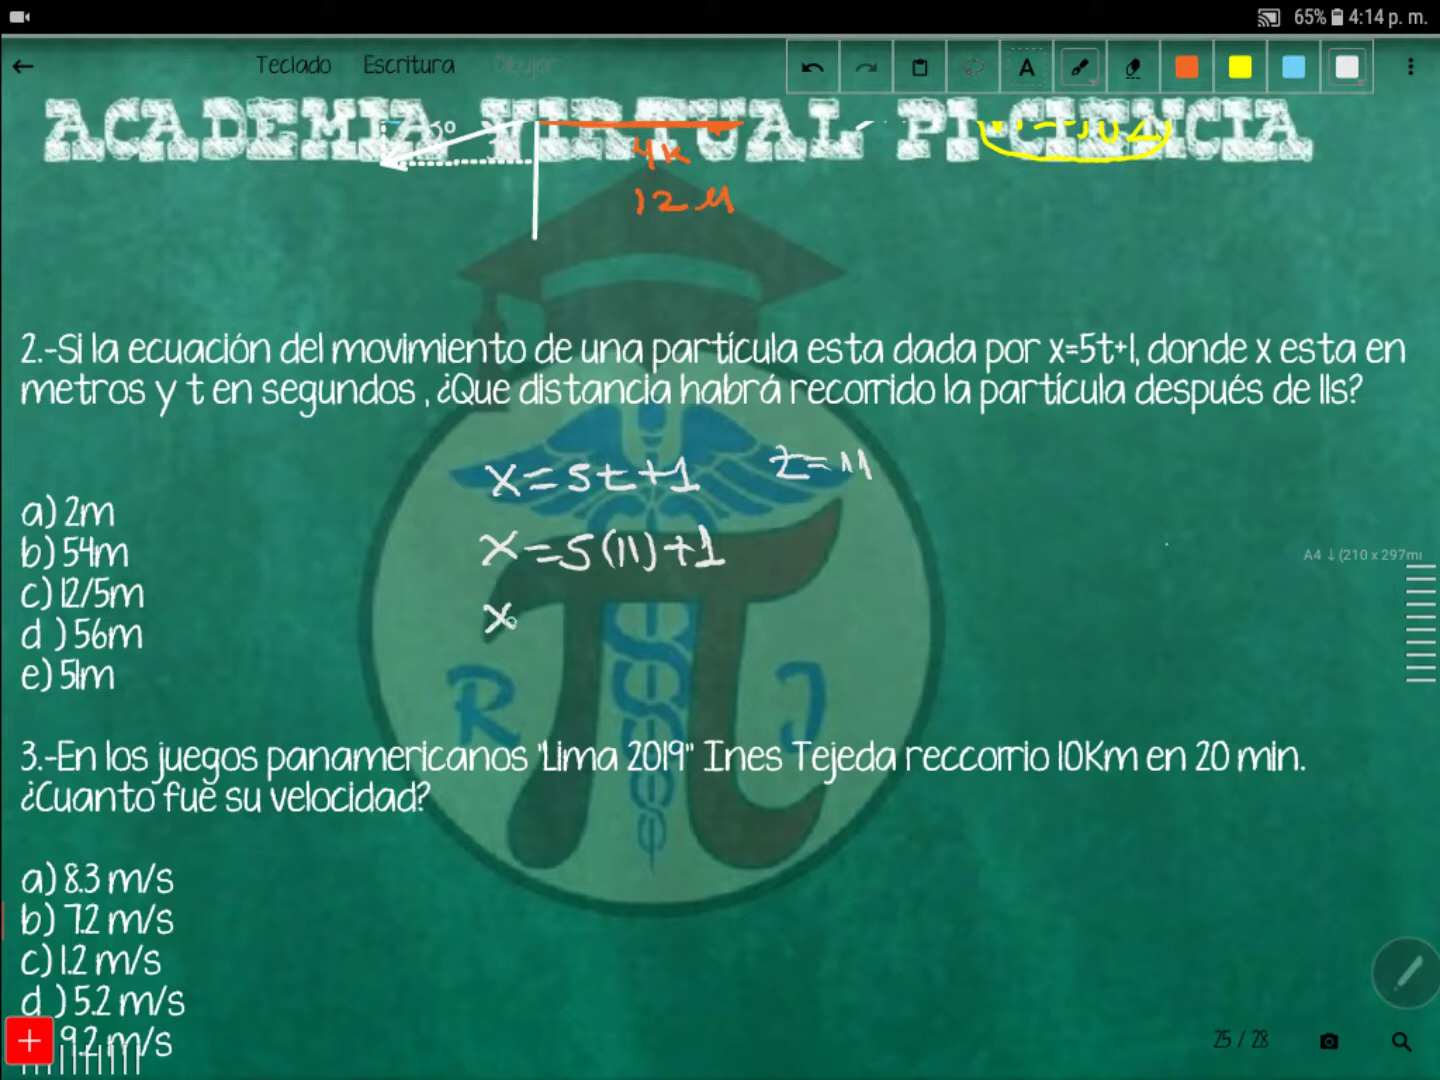 65% 4:14 p. m.
Teclado Escritura Dibujar
A
ACADEMIA VIRTUAL PI CIENCIA
4k
12 u
2.-Si la ecuación del movimiento de una partícula esta dada por x=5t+1, donde x esta en
metros y t en segundos , ¿Que distancia habrá recorrido la partícula después de 11s?
x=5t+1 t=11
x=5(11)+1
x
a) 2m
b) 54m
c) 12/5m
d ) 56m
e) 51m
A4 ↓ (210 x 297m
R J
3.-En los juegos panamericanos "Lima 2019" Ines Tejeda reccorrio 10Km en 20 min.
¿Cuanto fue su velocidad?
a) 8.3 m/s
b) 7.2 m/s
c) 1.2 m/s
d ) 5.2 m/s
9.2 m/s
25 / 28